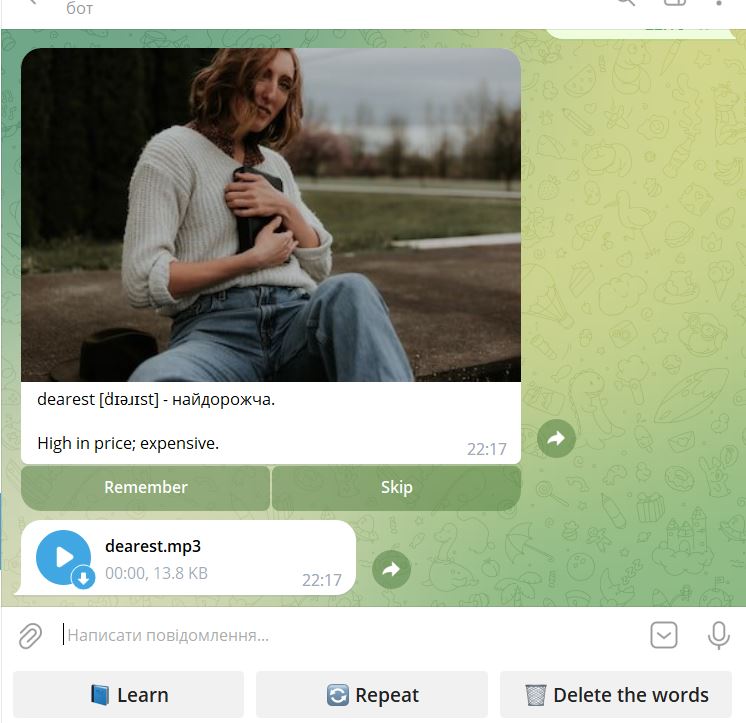 бот
dearest [d̈ɪəɹɪst] - найдорожча.
High in price; expensive.
22:17
Remember
Skip
dearest.mp3
00:00, 13.8 KB
22:17
Написати повідомлення...
Learn
Repeat
Delete the words